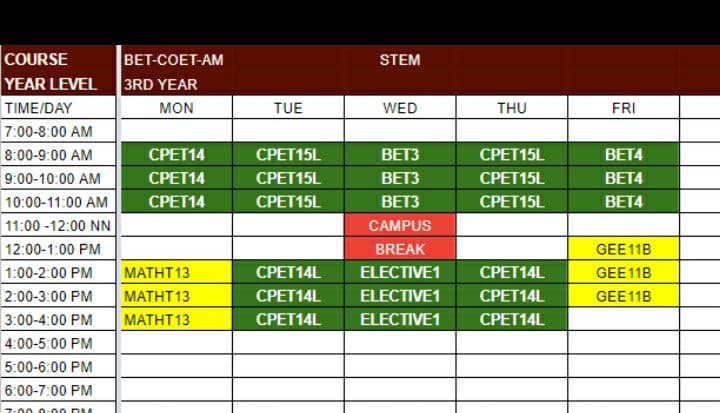 COURSE BET-COET-AM STEM
YEAR LEVEL 3RD YEAR
TIME/DAY MON TUE WED THU FRI
7:00-8:00 AM
8:00-9:00 AM CPET14 CPET15L BET3 CPET15L BET4
9:00-10:00 AM CPET14 CPET15L BET3 CPET15L BET4
10:00-11:00 AM CPET14 CPET15L BET3 CPET15L BET4
11:00 -12:00 NN CAMPUS
12:00-1:00 PM BREAK GEE11B
1:00-2:00 PM MATHT13 CPET14L ELECTIVE1 CPET14L GEE11B
2:00-3:00 PM MATHT13 CPET14L ELECTIVE1 CPET14L GEE11B
3:00-4:00 PM MATHT13 CPET14L ELECTIVE1 CPET14L
4:00-5:00 PM
5:00-6:00 PM
6:00-7:00 PM
7:00-8:00 PM